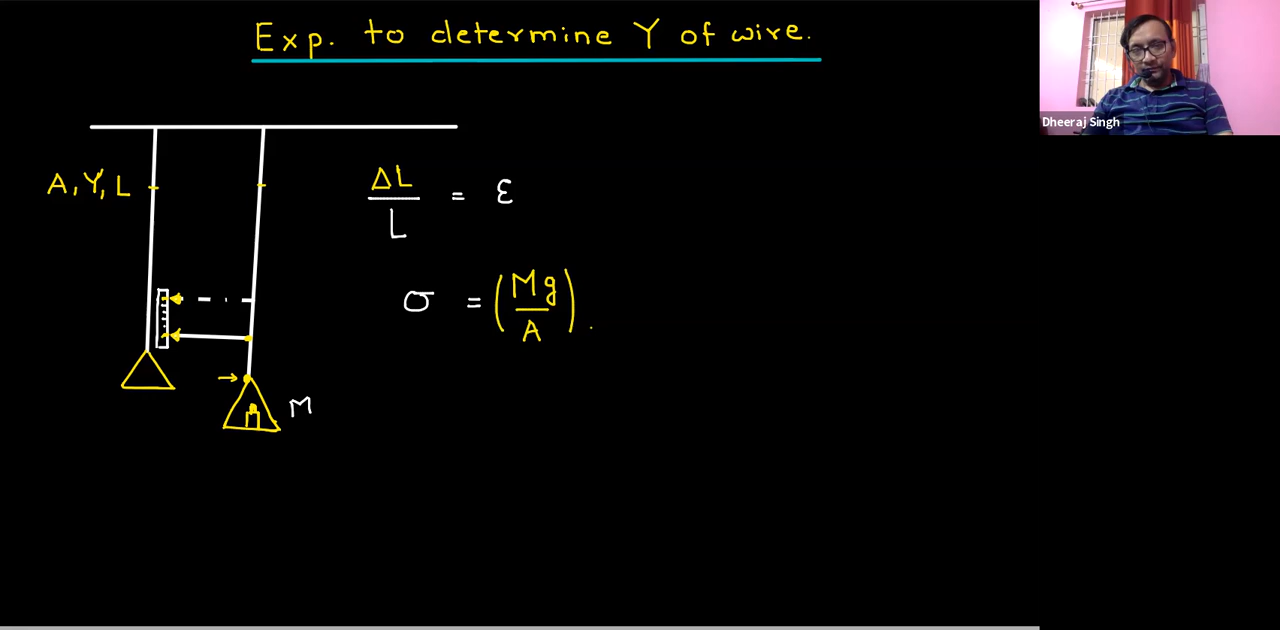 Exp. to determine Y of wire.
Dheeraj Singh
A, Y, L
ΔL/L = ε
σ = (Mg/A).
M